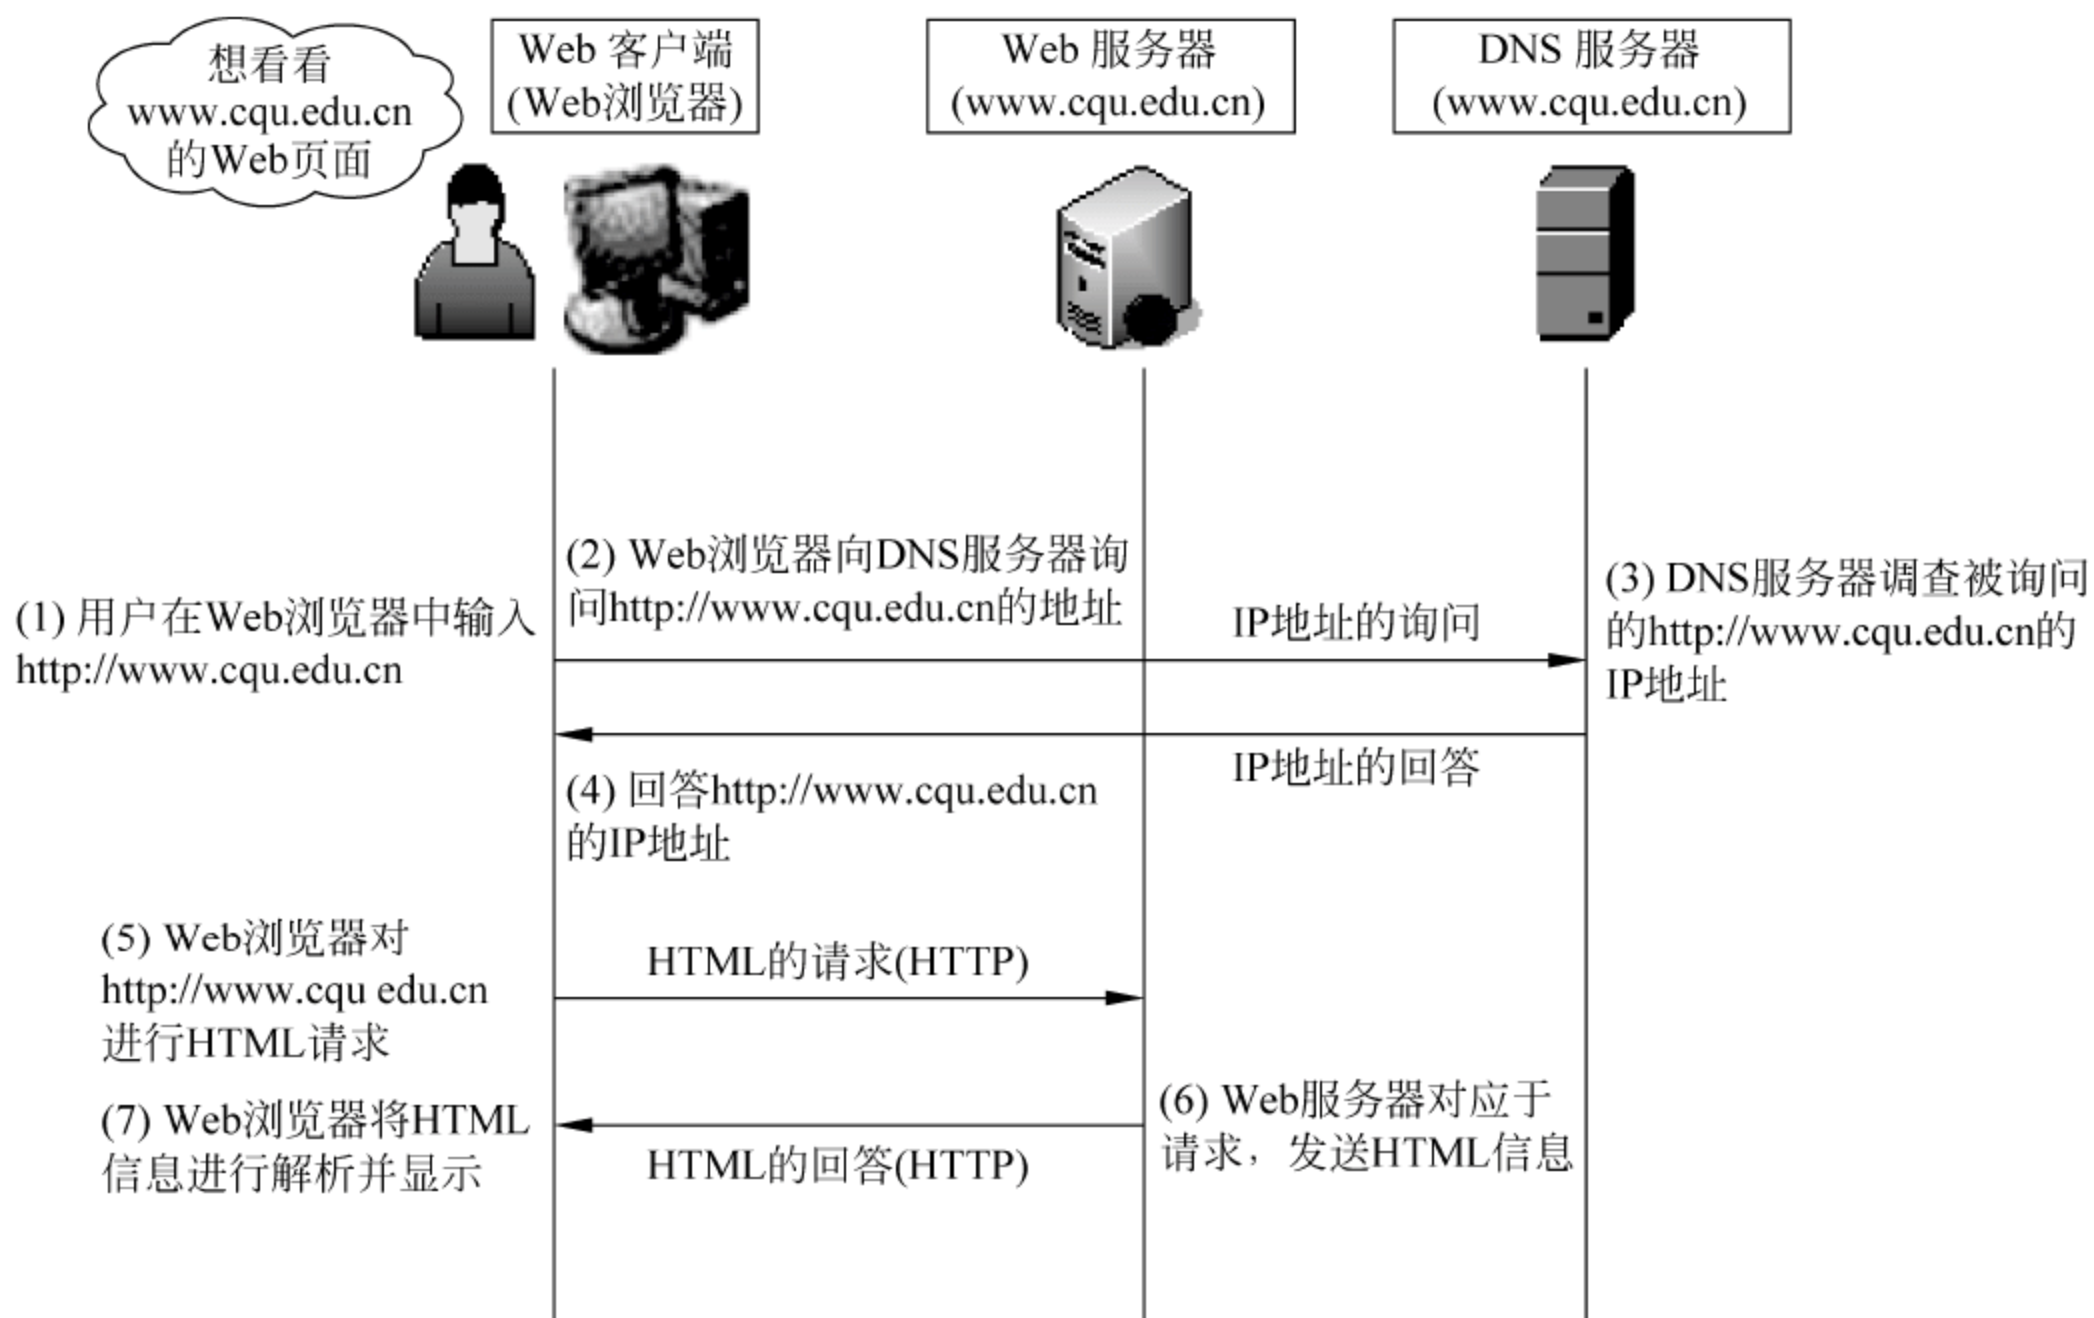 想看看
www.cqu.edu.cn
的Web页面
Web 客户端
(Web浏览器)
Web 服务器
(www.cqu.edu.cn)
DNS 服务器
(www.cqu.edu.cn)
(1) 用户在Web浏览器中输入
http://www.cqu.edu.cn
(2) Web浏览器向DNS服务器询
问http://www.cqu.edu.cn的地址
IP地址的询问
(3) DNS服务器调查被询问
的http://www.cqu.edu.cn的
IP地址
IP地址的回答
(4) 回答http://www.cqu.edu.cn
的IP地址
(5) Web浏览器对
http://www.cqu edu.cn
进行HTML请求
HTML的请求(HTTP)
(6) Web服务器对应于
请求，发送HTML信息
HTML的回答(HTTP)
(7) Web浏览器将HTML
信息进行解析并显示